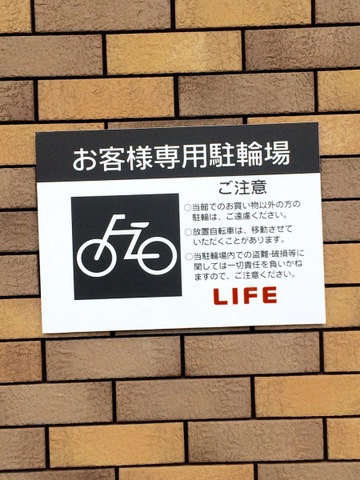 お客様専用駐輪場
ご注意
○当館でのお買い物以外の方の
駐輪は、ご遠慮ください。
○放置自転車は、移動させて
いただくことがあります。
○当駐輪場内での盗難・破損等に
関しては一切責任を負いかね
ますので、ご注意ください。
LIFE